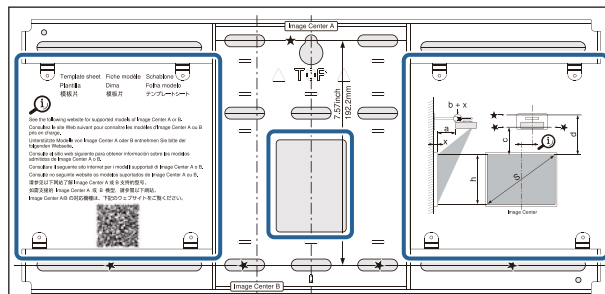 Image Center A
Template sheet Fiche modèle Schablone
Plantilla Dima Folha modelo
模板片 模板片 テンプレートシート
TOF
7.57inch
192.2mm
See the following website for supported models of Image Center A or B.
Consultez le site Web suivant pour connaître les modèles d'Image Center A ou B
pris en charge.
Unterstützte Modelle von Image Center A oder B entnehmen Sie bitte der
folgenden Webseite.
Consulte el sitio web siguiente para obtener información sobre los modelos
admitidos de Image Center A o B.
Consultare il seguente sito internet per i modelli supportati di Image Center A o B.
Consulte no seguinte website os modelos suportados de Image Center A ou B.
请参见以下网站了解 Image Center A 或 B 支持的型号。
如需支援的 Image Center A 或 B 機型，請參閱以下網站。
Image Center A/B の対応機種は、下記のウェブサイトをご覧ください。
b + x
a
x
c
d
h
S
Image Center
Image Center B